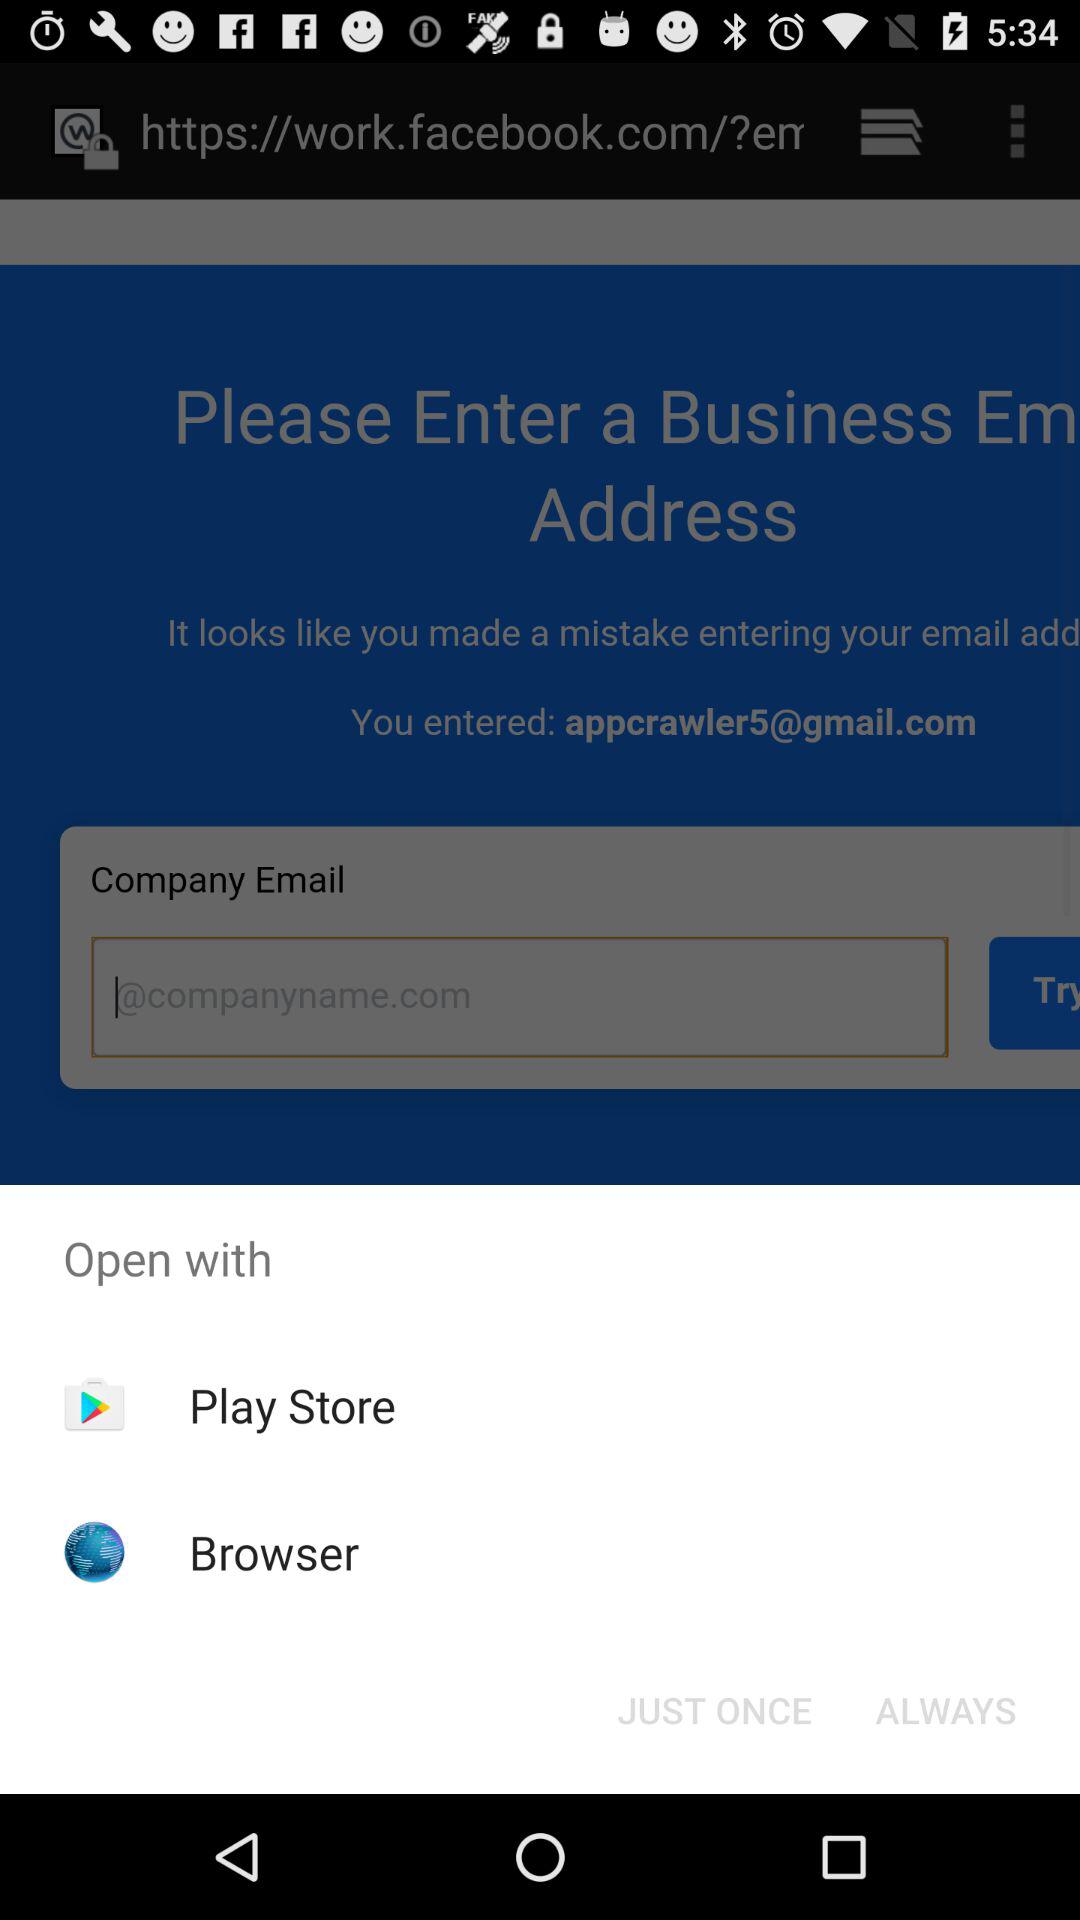 FAKE
5:34
https://work.facebook.com/?em
Please Enter a Business Em
Address
It looks like you made a mistake entering your email add
You entered: appcrawler5@gmail.com
Company Email
@companyname.com
Try
Open with
Play Store
Browser
JUST ONCE
ALWAYS